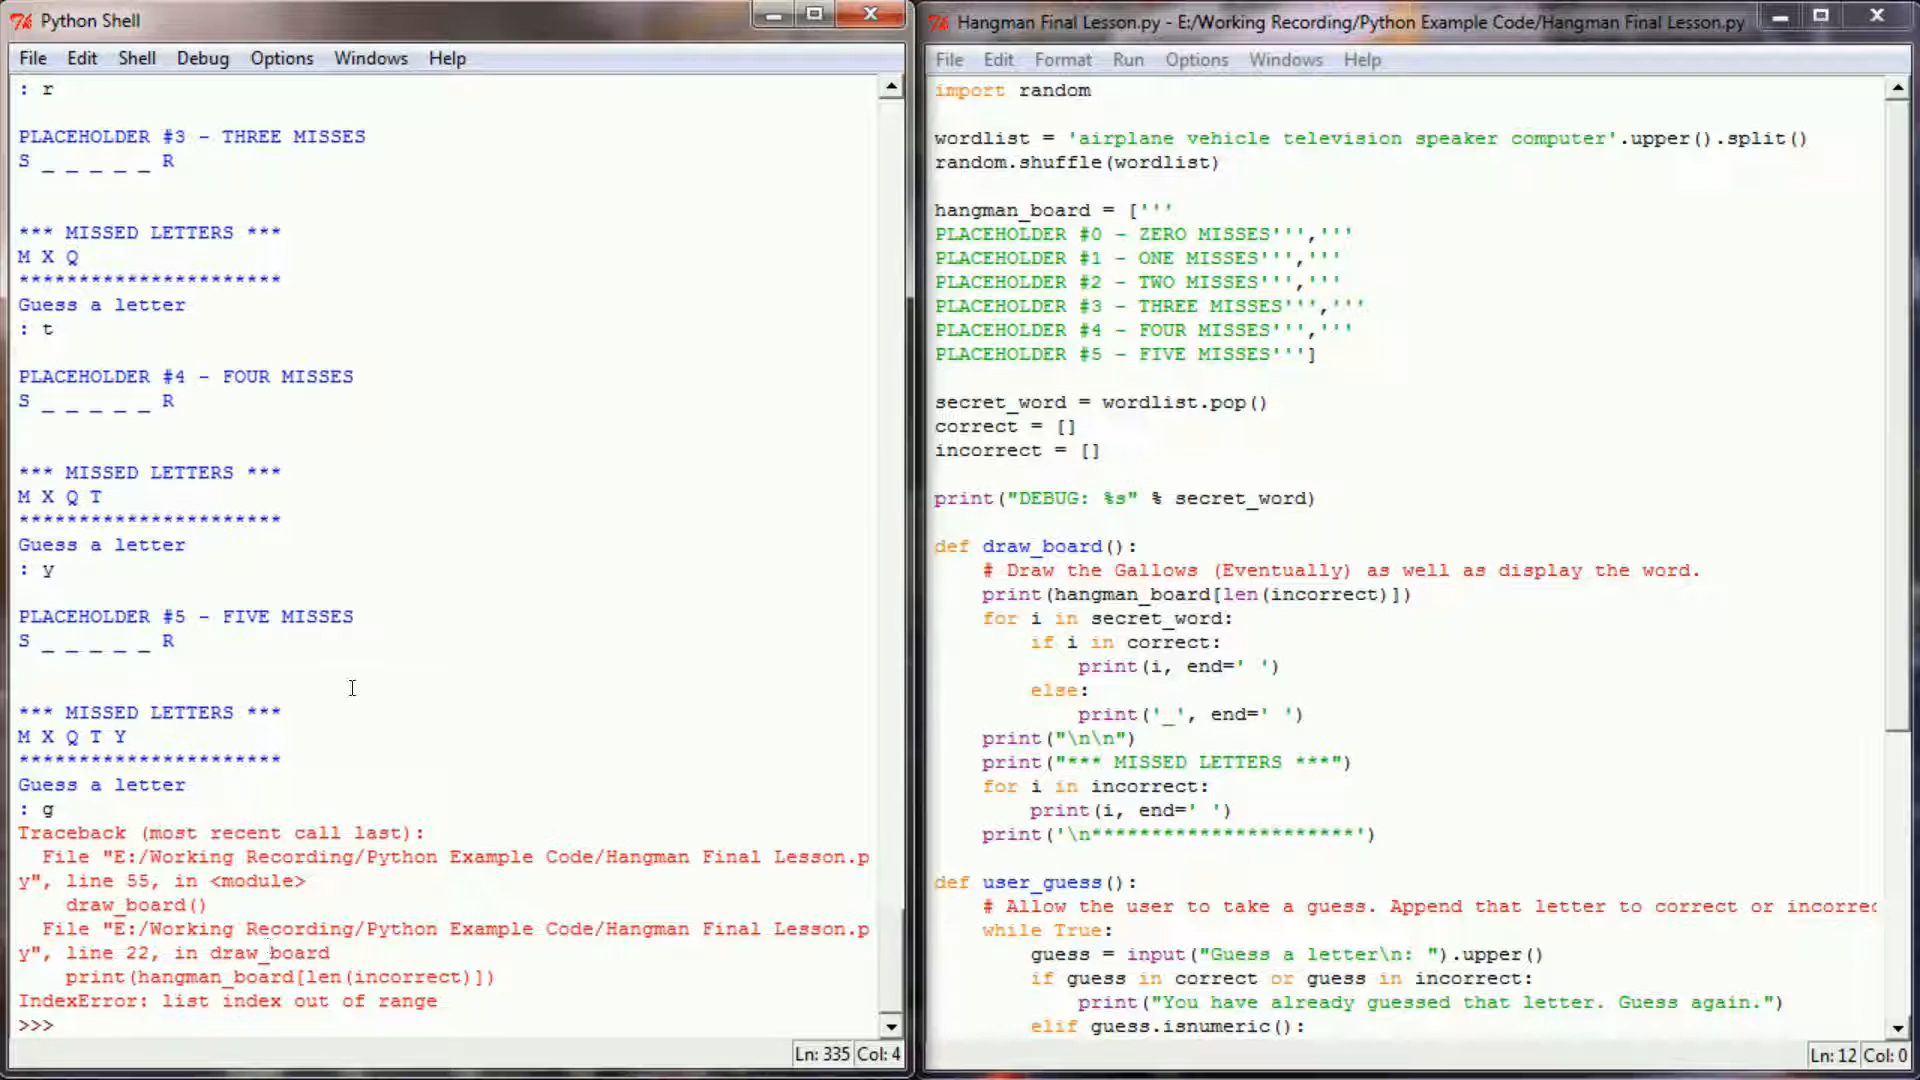 Python Shell
File Edit Shell Debug Options Windows Help
: r
PLACEHOLDER #3 - THREE MISSES
S _ _ _ _ _ R
*** MISSED LETTERS ***
M X Q
**********************
Guess a letter
: t
PLACEHOLDER #4 - FOUR MISSES
S _ _ _ _ _ R
*** MISSED LETTERS ***
M X Q T
**********************
Guess a letter
: y
PLACEHOLDER #5 - FIVE MISSES
S _ _ _ _ _ R
*** MISSED LETTERS ***
M X Q T Y
**********************
Guess a letter
: g
Traceback (most recent call last):
  File "E:/Working Recording/Python Example Code/Hangman Final Lesson.p
y", line 55, in <module>
    draw_board()
  File "E:/Working Recording/Python Example Code/Hangman Final Lesson.p
y", line 22, in draw_board
    print(hangman_board[len(incorrect)])
IndexError: list index out of range
>>>
Ln: 335 Col: 4
Hangman Final Lesson.py - E:/Working Recording/Python Example Code/Hangman Final Lesson.py
File Edit Format Run Options Windows Help
import random
wordlist = 'airplane vehicle television speaker computer'.upper().split()
random.shuffle(wordlist)
hangman_board = ['''
PLACEHOLDER #0 - ZERO MISSES''','''
PLACEHOLDER #1 - ONE MISSES''','''
PLACEHOLDER #2 - TWO MISSES''','''
PLACEHOLDER #3 - THREE MISSES''','''
PLACEHOLDER #4 - FOUR MISSES''','''
PLACEHOLDER #5 - FIVE MISSES''']
secret_word = wordlist.pop()
correct = []
incorrect = []
print("DEBUG: %s" % secret_word)
def draw_board():
    # Draw the Gallows (Eventually) as well as display the word.
    print(hangman_board[len(incorrect)])
    for i in secret_word:
        if i in correct:
            print(i, end=' ')
        else:
            print('_', end=' ')
    print("\n\n")
    print("*** MISSED LETTERS ***")
    for i in incorrect:
        print(i, end=' ')
    print('\n**********************')
def user_guess():
    # Allow the user to take a guess. Append that letter to correct or incorrec
    while True:
        guess = input("Guess a letter\n: ").upper()
        if guess in correct or guess in incorrect:
            print("You have already guessed that letter. Guess again.")
        elif guess.isnumeric():
Ln: 12 Col: 0